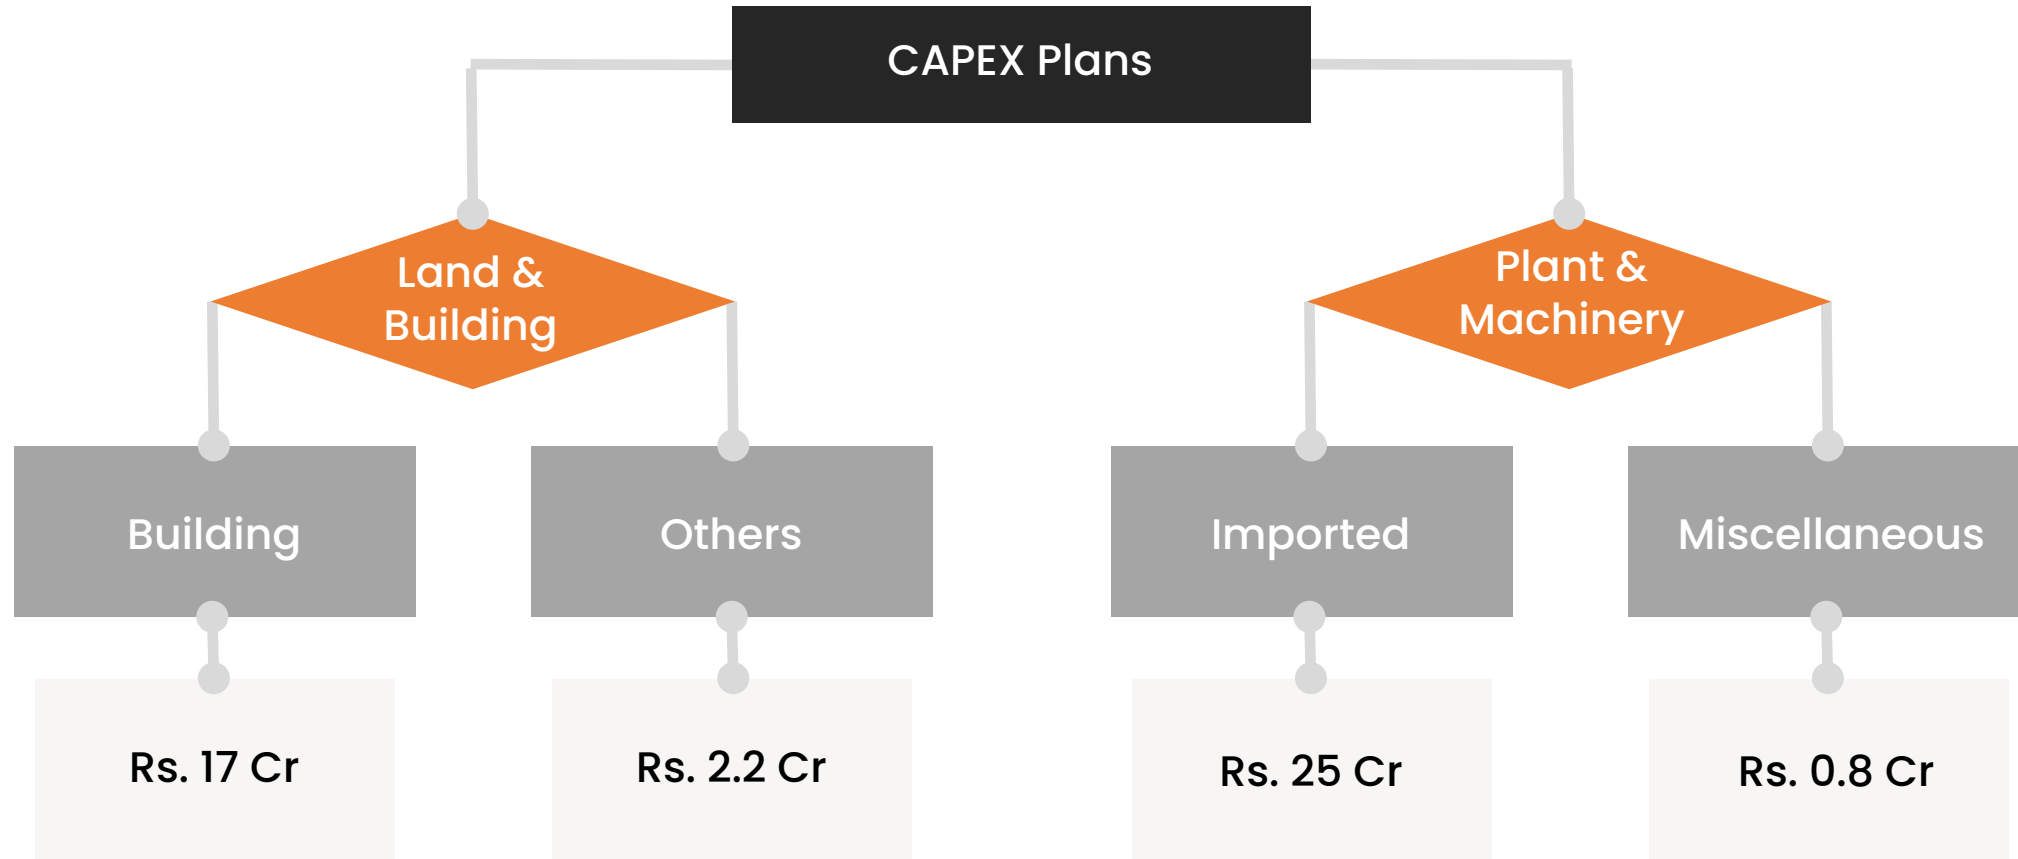 CAPEX Plans
Land &
Building
Plant &
Machinery
Building
Others
Imported
Miscellaneous
Rs. 17 Cr
Rs. 2.2 Cr
Rs. 25 Cr
Rs. 0.8 Cr